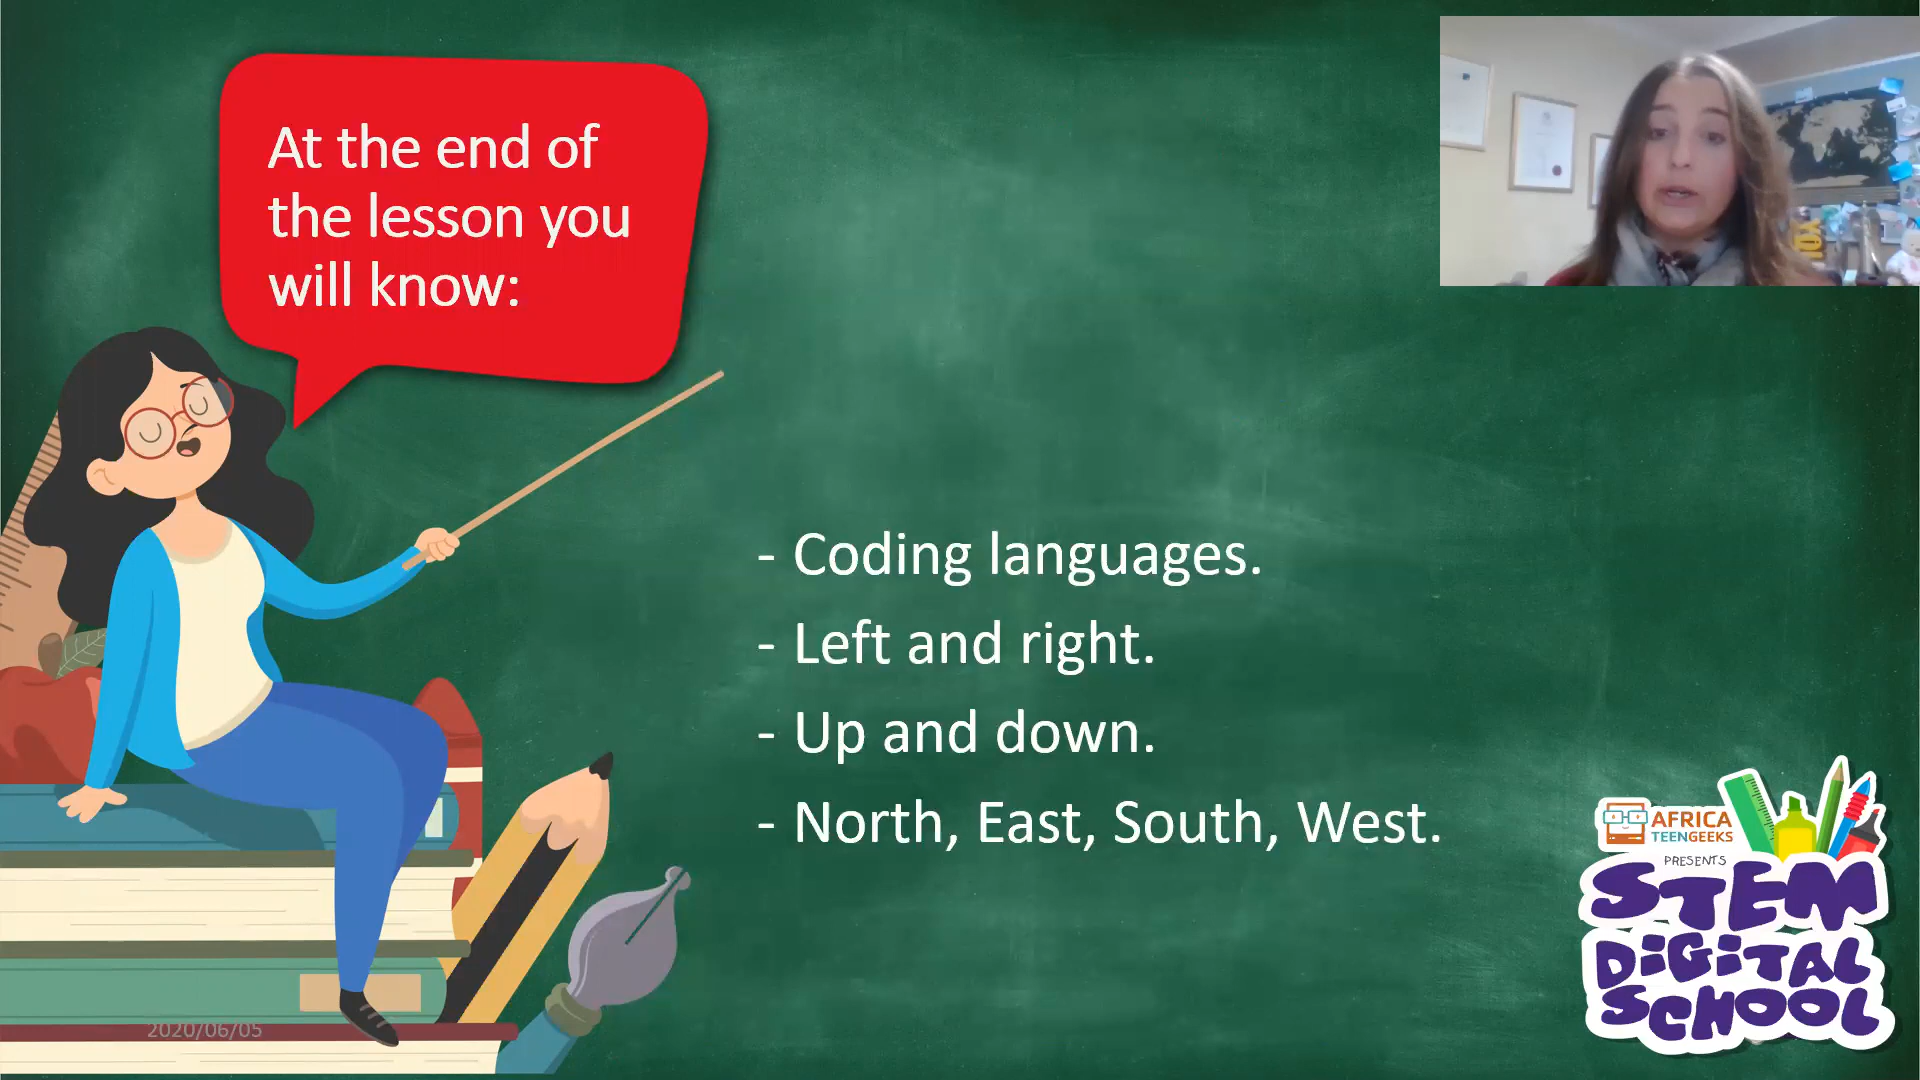 At the end of
the lesson you
will know:
- Coding languages.
- Left and right.
- Up and down.
- North, East, South, West.
AFRICA
TEENGEEKS
PRESENTS
STEM
DIGITAL
SCHOOL
2020/06/05
YOU